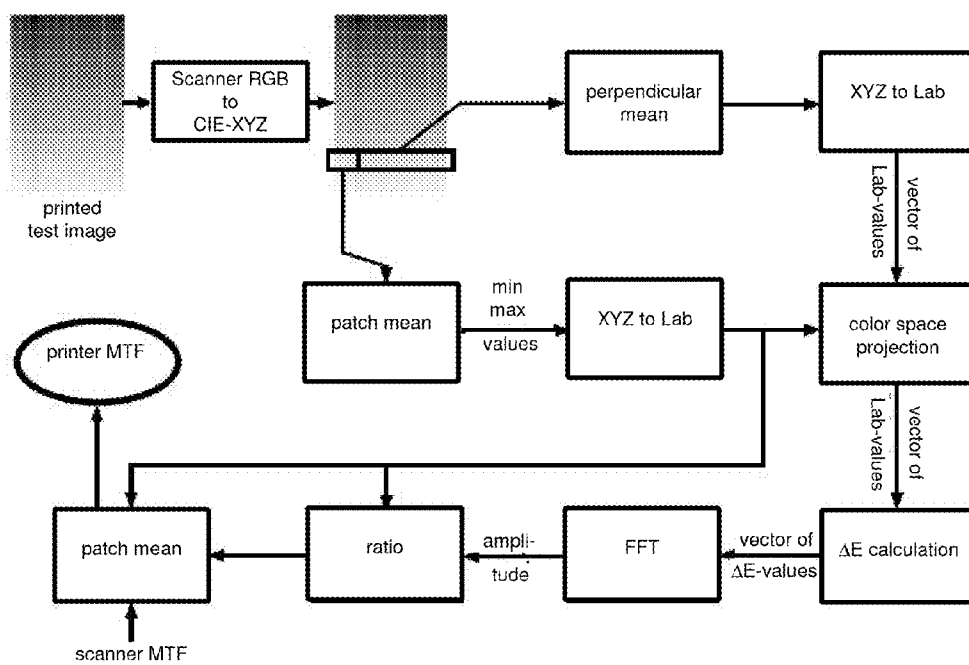 printed
test image
Scanner RGB
to
CIE-XYZ
perpendicular
mean
XYZ to Lab
vector of
Lab-values
patch mean
min
max
values
XYZ to Lab
color space
projection
vector of
Lab-values
printer MTF
patch mean
ratio
ampli-
tude
FFT
vector of
ΔE-values
ΔE calculation
scanner MTF